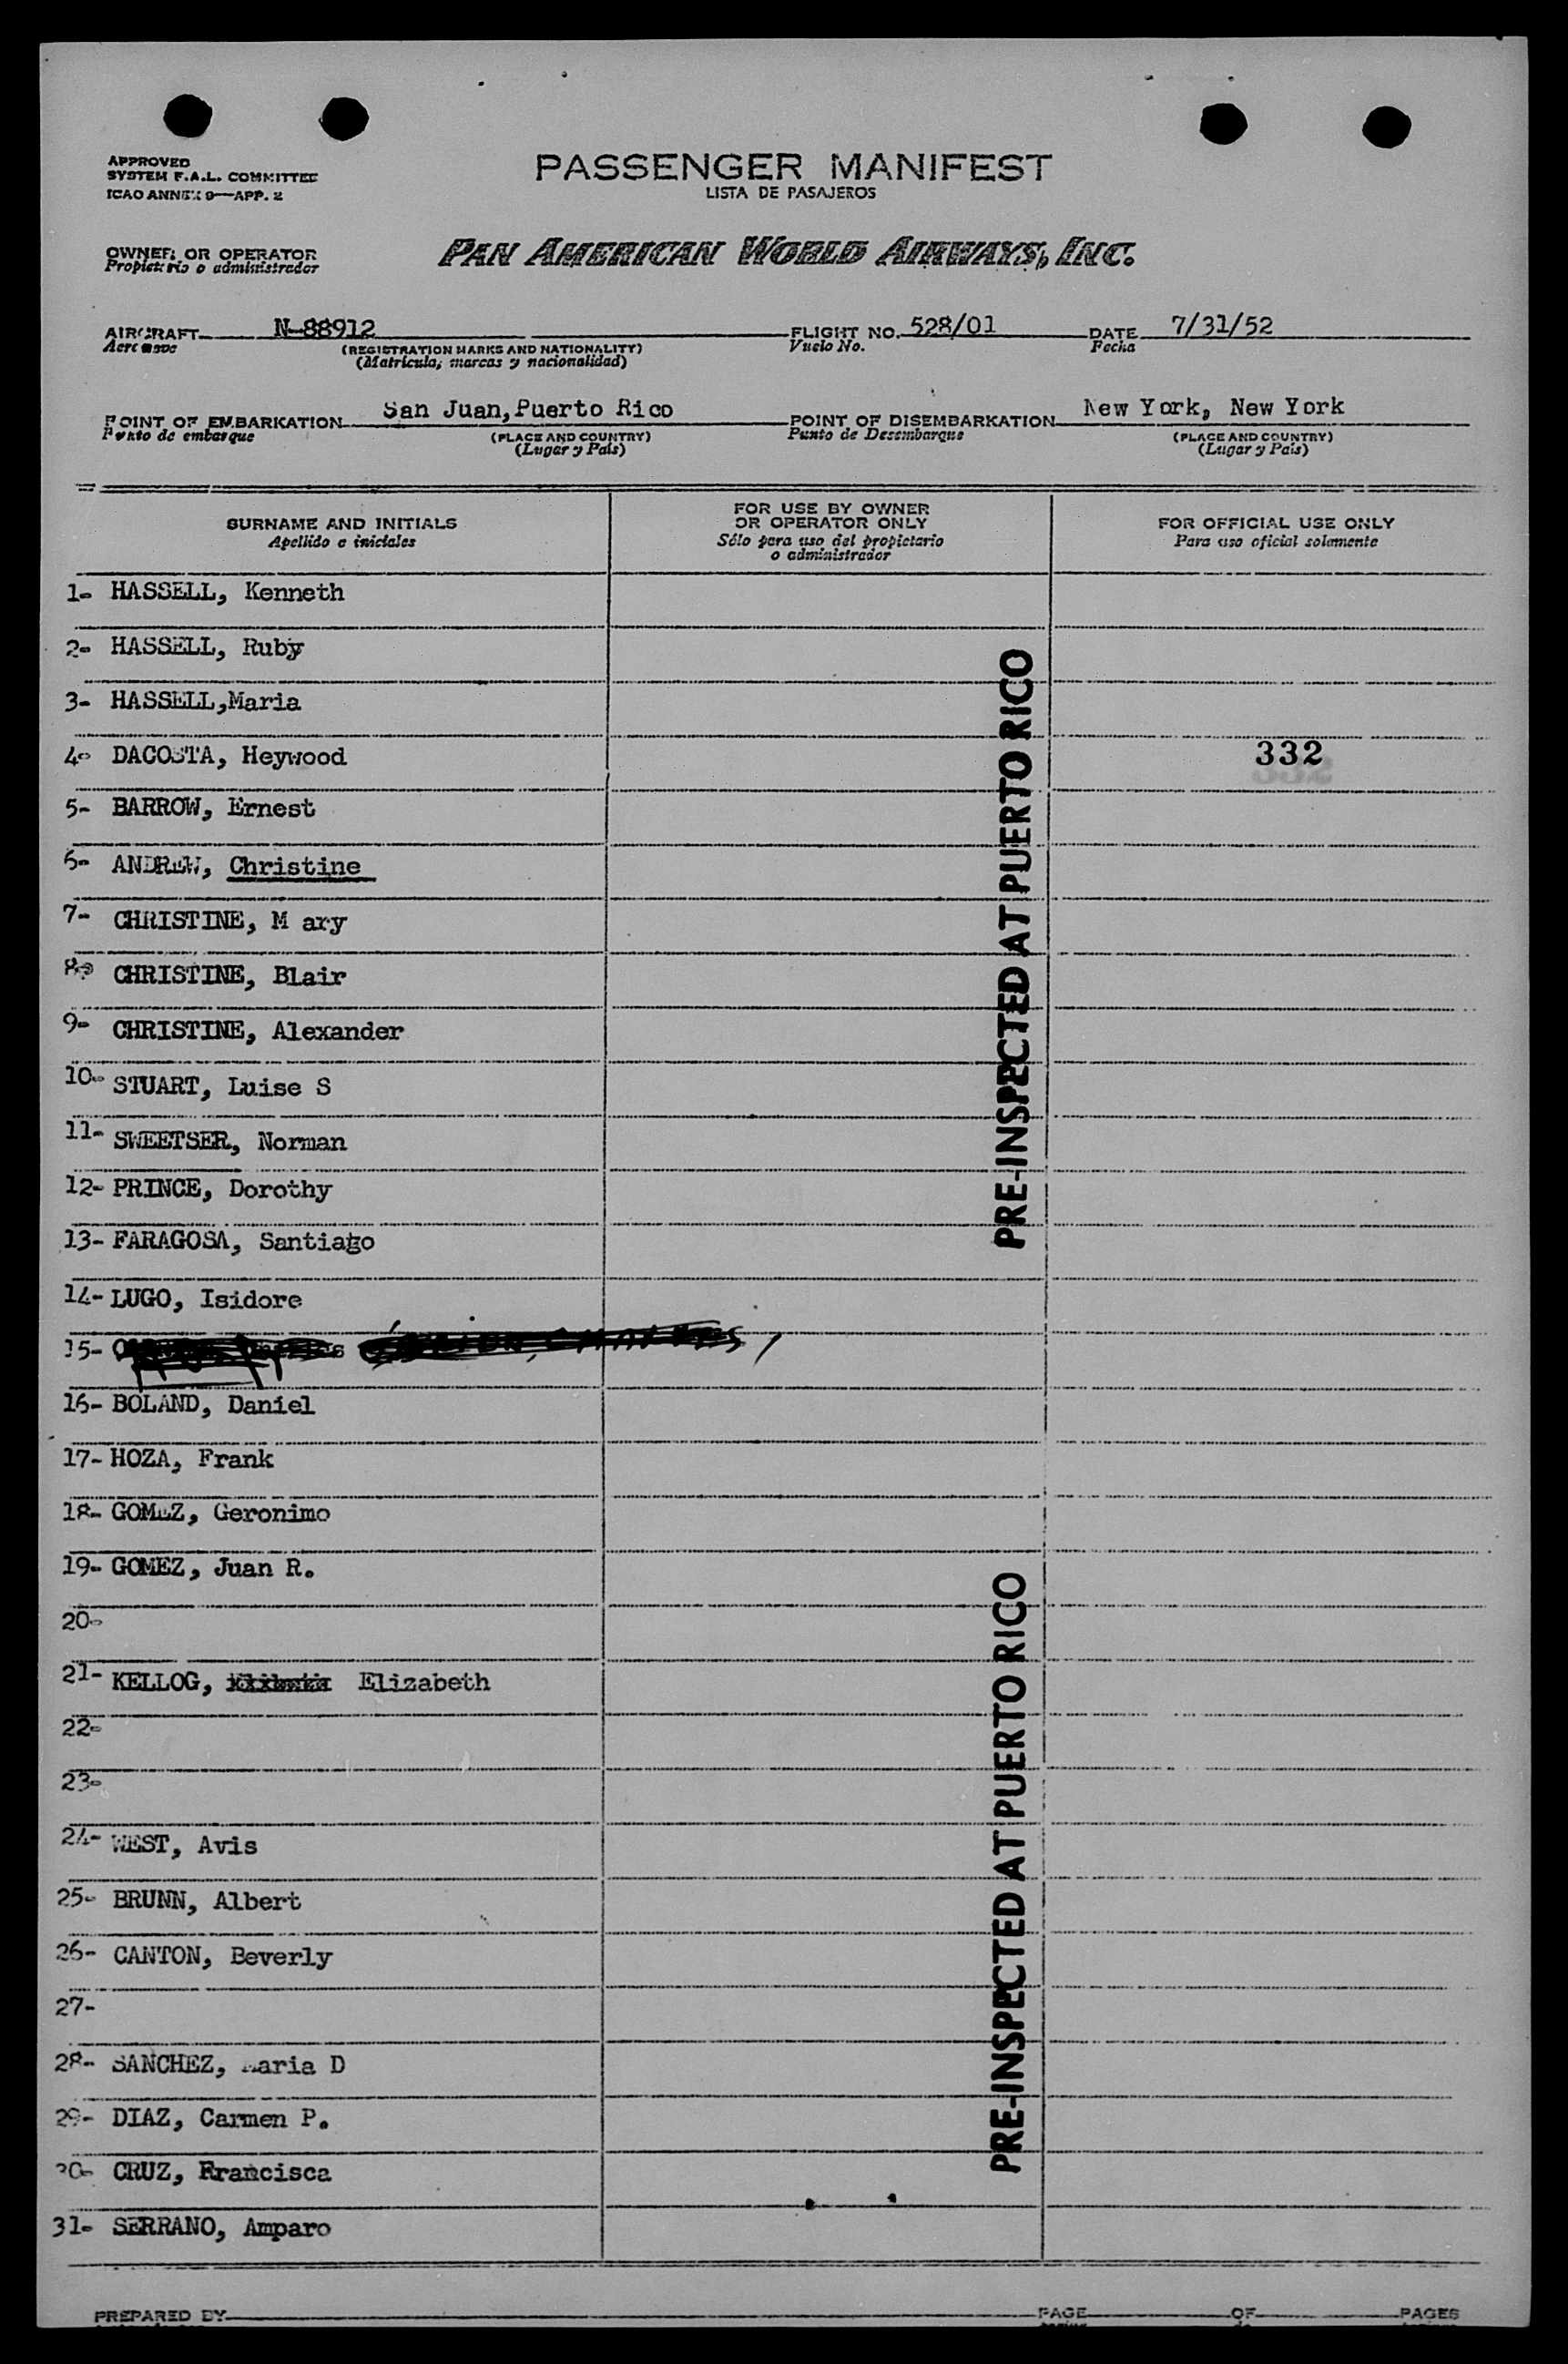 APPROVED
SYSTEM F.A.L. COMMITTEE
ICAO ANNEX 9—APP. 2
PASSENGER MANIFEST
LISTA DE PASAJEROS
OWNER OR OPERATOR
Propietario o administrador
PAN AMERICAN WORLD AIRWAYS, INC.
AIRCRAFT N-88912 FLIGHT NO. 528/01 DATE 7/31/52
Aeronave (REGISTRATION MARKS AND NATIONALITY) Vuelo No. Fecha
(Matrícula, marcas y nacionalidad)
POINT OF EMBARKATION San Juan, Puerto Rico POINT OF DISEMBARKATION New York, New York
Punto de embarque (PLACE AND COUNTRY) Punto de Desembarque (PLACE AND COUNTRY)
(Lugar y País) (Lugar y País)
SURNAME AND INITIALS
Apellido e iniciales
FOR USE BY OWNER
OR OPERATOR ONLY
Sólo para uso del propietario
o administrador
FOR OFFICIAL USE ONLY
Para uso oficial solamente
1- HASSELL, Kenneth
2- HASSELL, Ruby
3- HASSELL,Maria
4- DACOSTA, Heywood 332
5- BARROW, Ernest
6- ANDREW, Christine
7- CHRISTINE, M ary
8- CHRISTINE, Blair
9- CHRISTINE, Alexander
10- STUART, Luise S
11- SWEETSER, Norman
12- PRINCE, Dorothy
13- FARAGOSA, Santiago
14- LUGO, Isidore
15-
16- BOLAND, Daniel
17- HOZA, Frank
18- GOMEZ, Geronimo
19- GOMEZ, Juan R.
20-
21- KELLOG, Elizabeth
22-
23-
24- WEST, Avis
25- BRUNN, Albert
26- CANTON, Beverly
27-
28- SANCHEZ, Maria D
29- DIAZ, Carmen P.
30- CRUZ, Francisca
31- SERRANO, Amparo
PRE-INSPECTED AT PUERTO RICO
PRE-INSPECTED AT PUERTO RICO
PREPARED BY PAGE OF PAGES